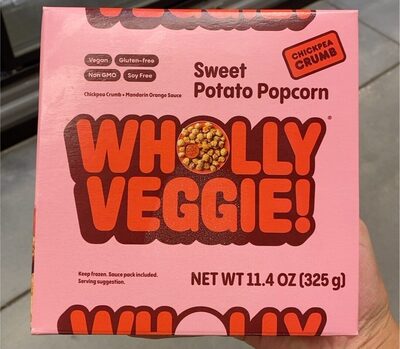 Vegan Gluten-free
Non GMO Soy Free
Chickpea Crumb + Mandarin Orange Sauce
Sweet
Potato Popcorn
CHICKPEA
CRUMB
WHOLLY
VEGGIE!
®
Keep frozen. Sauce pack included.
Serving suggestion.
NET WT 11.4 OZ (325 g)
WHOLLY